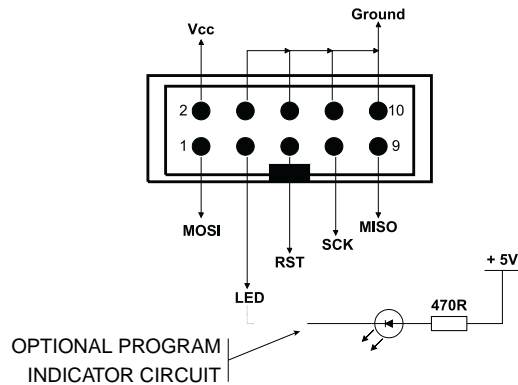 Ground
Vcc
2 10
1 9
MOSI
RST
SCK
MISO
LED
+ 5V
470R
OPTIONAL PROGRAM
INDICATOR CIRCUIT